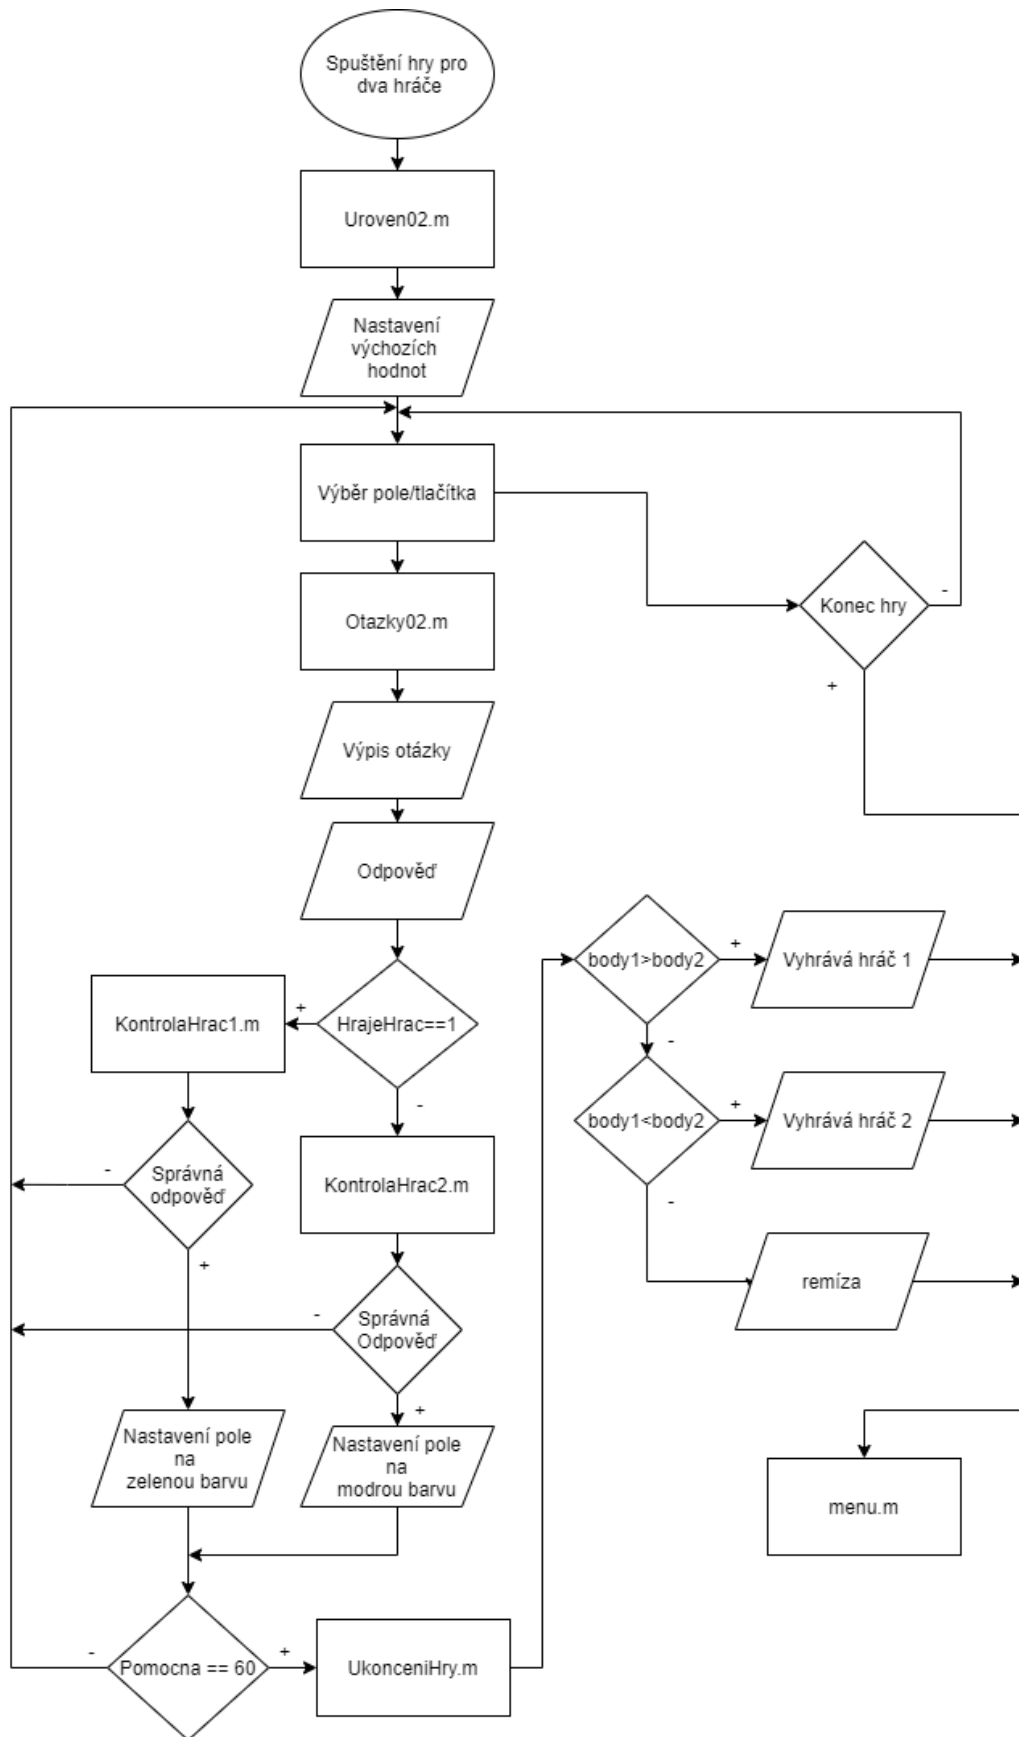 Spuštění hry pro
dva hráče
Uroven02.m
Nastavení
výchozích
hodnot
Výběr pole/tlačítka
Otazky02.m
Konec hry
-
+
Výpis otázky
Odpověď
HrajeHrac==1
+
-
KontrolaHrac1.m
Správná
odpověď
-
+
KontrolaHrac2.m
Správná
Odpověď
-
+
Nastavení pole
na
zelenou barvu
Nastavení pole
na
modrou barvu
Pomocna == 60
-
+
UkonceniHry.m
body1>body2
+
-
Vyhrává hráč 1
body1<body2
+
-
Vyhrává hráč 2
remíza
menu.m